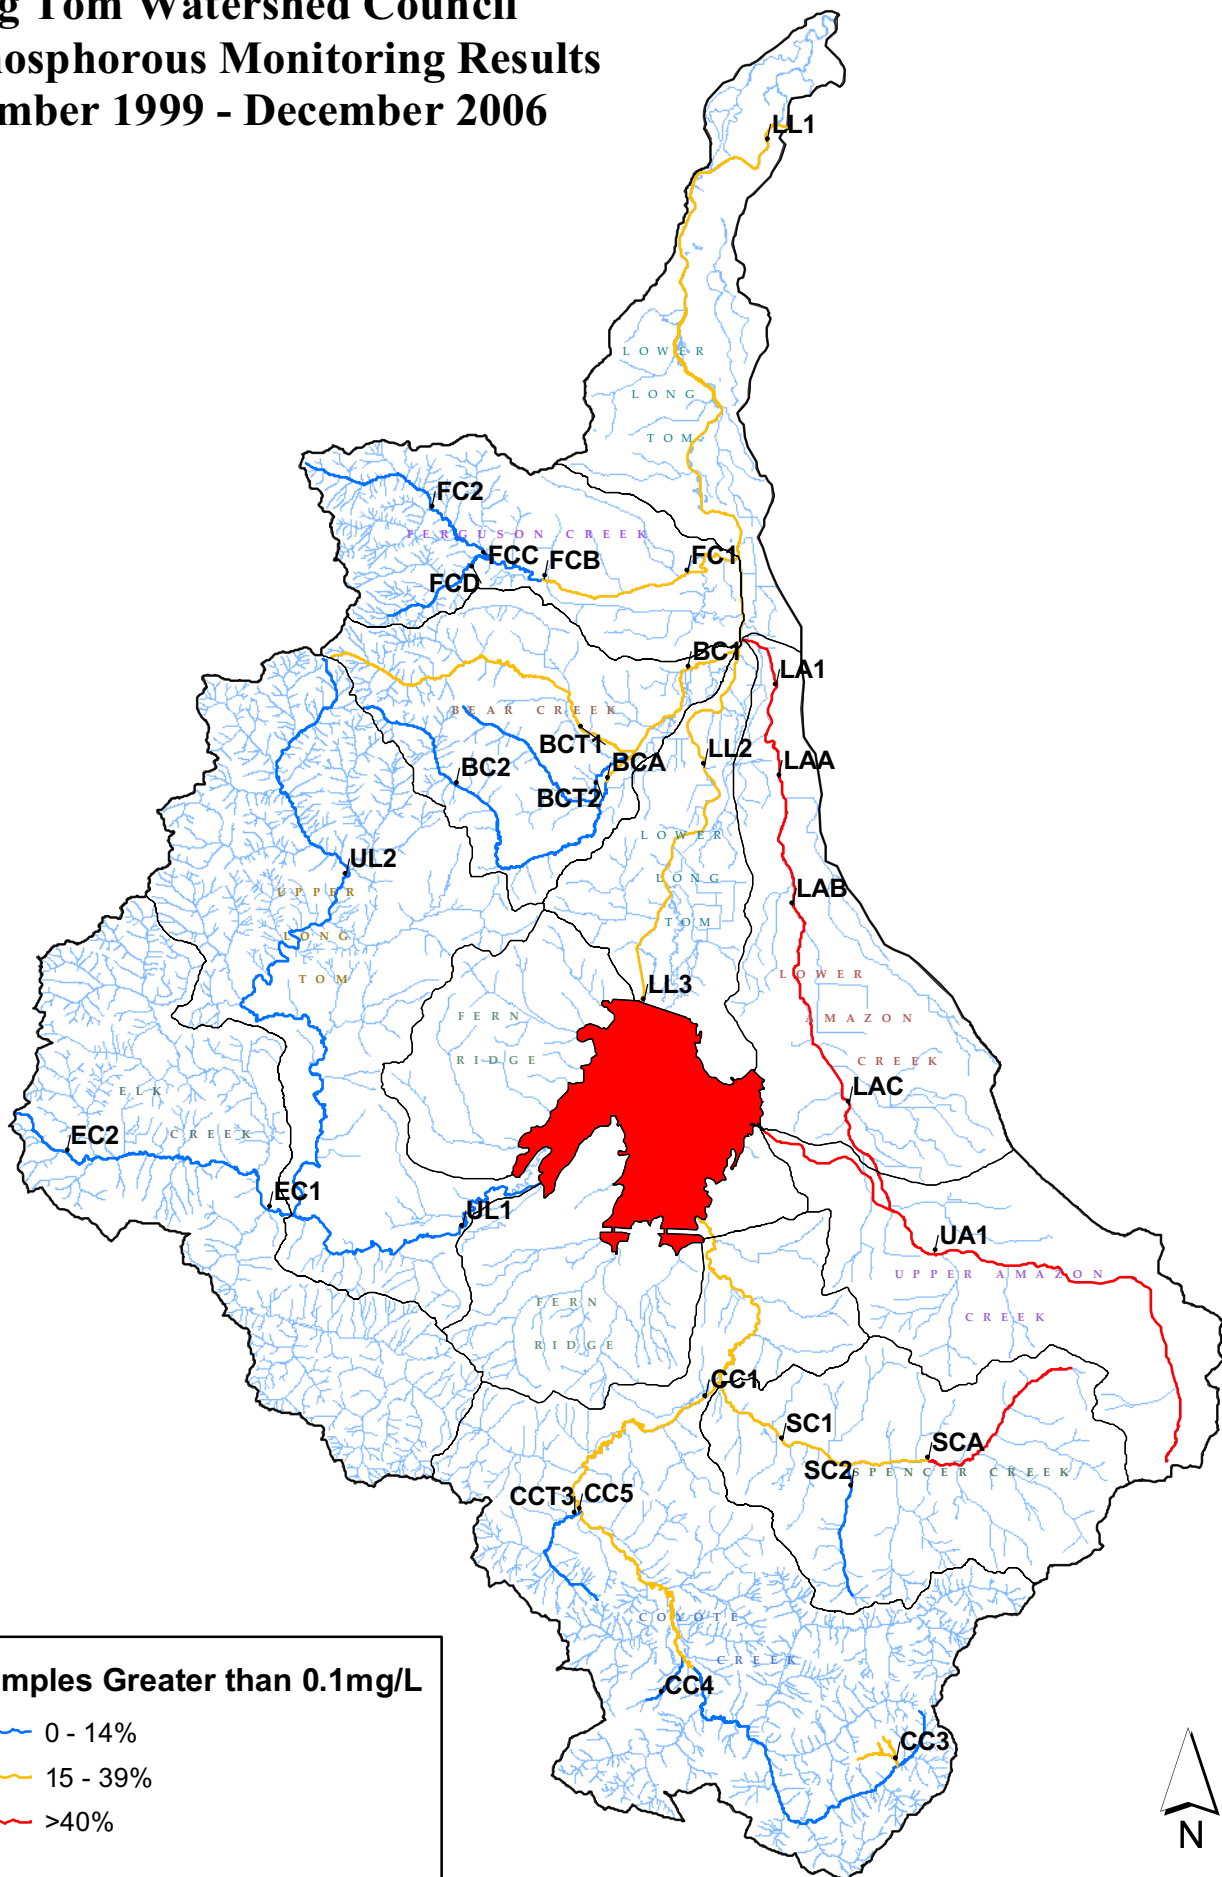 g Tom Watershed Council
hosphorous Monitoring Results
mber 1999 - December 2006
LL1
LOWER
LONG
TOM
FC2
FERGUSON CREEK
FCC
FCB
FC1
FCD
BC1
LA1
BEAR CREEK
BCT1
LL2
BCA
LAA
BC2
BCT2
LOWER
UL2
LONG
LAB
UPPER
TOM
LONG
LOWER
TOM
LL3
FERN
AMAZON
RIDGE
CREEK
ELK
LAC
CREEK
EC2
EC1
UL1
UA1
UPPER AMAZON
FERN
CREEK
RIDGE
CC1
SC1
SCA
SC2
SPENCER CREEK
CCT3
CC5
COYOTE
CREEK
CC4
CC3
mples Greater than 0.1mg/L
0 - 14%
15 - 39%
>40%
N